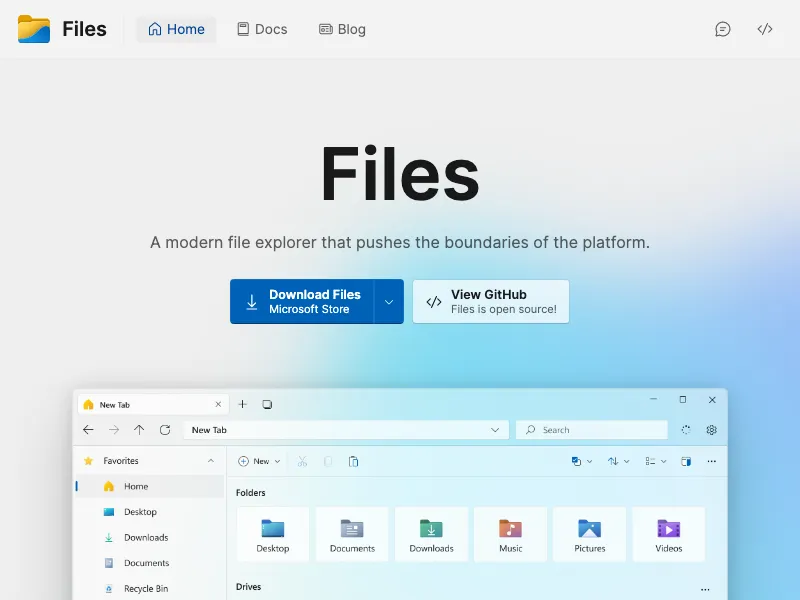 Files
Home
Docs
Blog
Files
A modern file explorer that pushes the boundaries of the platform.
Download Files
Microsoft Store
View GitHub
Files is open source!
New Tab
New Tab
Search
Favorites
New
Home
Folders
Desktop
Downloads
Documents
Recycle Bin
Desktop
Documents
Downloads
Music
Pictures
Videos
Drives